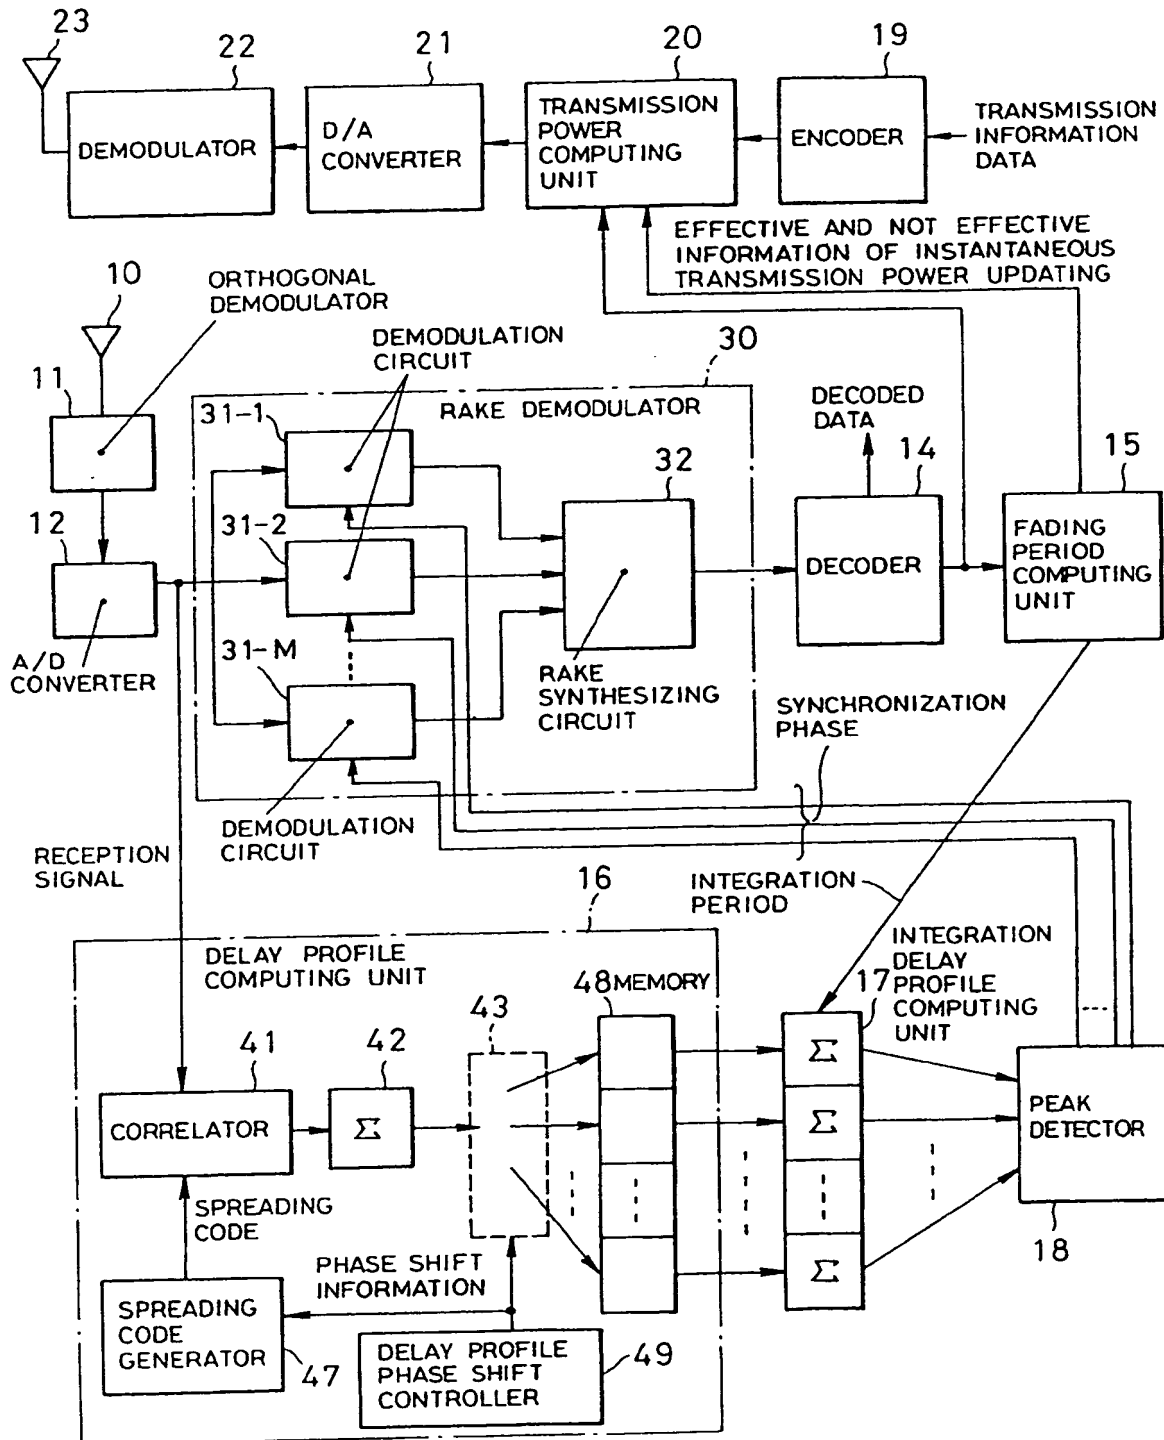 23
22
21
20
19
DEMODULATOR
D/A
CONVERTER
TRANSMISSION
POWER
COMPUTING
UNIT
ENCODER
TRANSMISSION
INFORMATION
DATA
EFFECTIVE AND NOT EFFECTIVE
INFORMATION OF INSTANTANEOUS
TRANSMISSION POWER UPDATING
10
ORTHOGONAL
DEMODULATOR
DEMODULATION
CIRCUIT
30
11
31-1
RAKE DEMODULATOR
DECODED
DATA
14
15
32
12
31-2
DECODER
FADING
PERIOD
COMPUTING
UNIT
A/D
CONVERTER
31-M
RAKE
SYNTHESIZING
CIRCUIT
SYNCHRONIZATION
PHASE
DEMODULATION
CIRCUIT
RECEPTION
SIGNAL
INTEGRATION
PERIOD
16
DELAY PROFILE
COMPUTING UNIT
INTEGRATION
DELAY
PROFILE
COMPUTING
UNIT
17
48 MEMORY
43
41
42
CORRELATOR
Σ
Σ
Σ
Σ
PEAK
DETECTOR
18
SPREADING
CODE
PHASE SHIFT
INFORMATION
SPREADING
CODE
GENERATOR
47
DELAY PROFILE
PHASE SHIFT
CONTROLLER
49